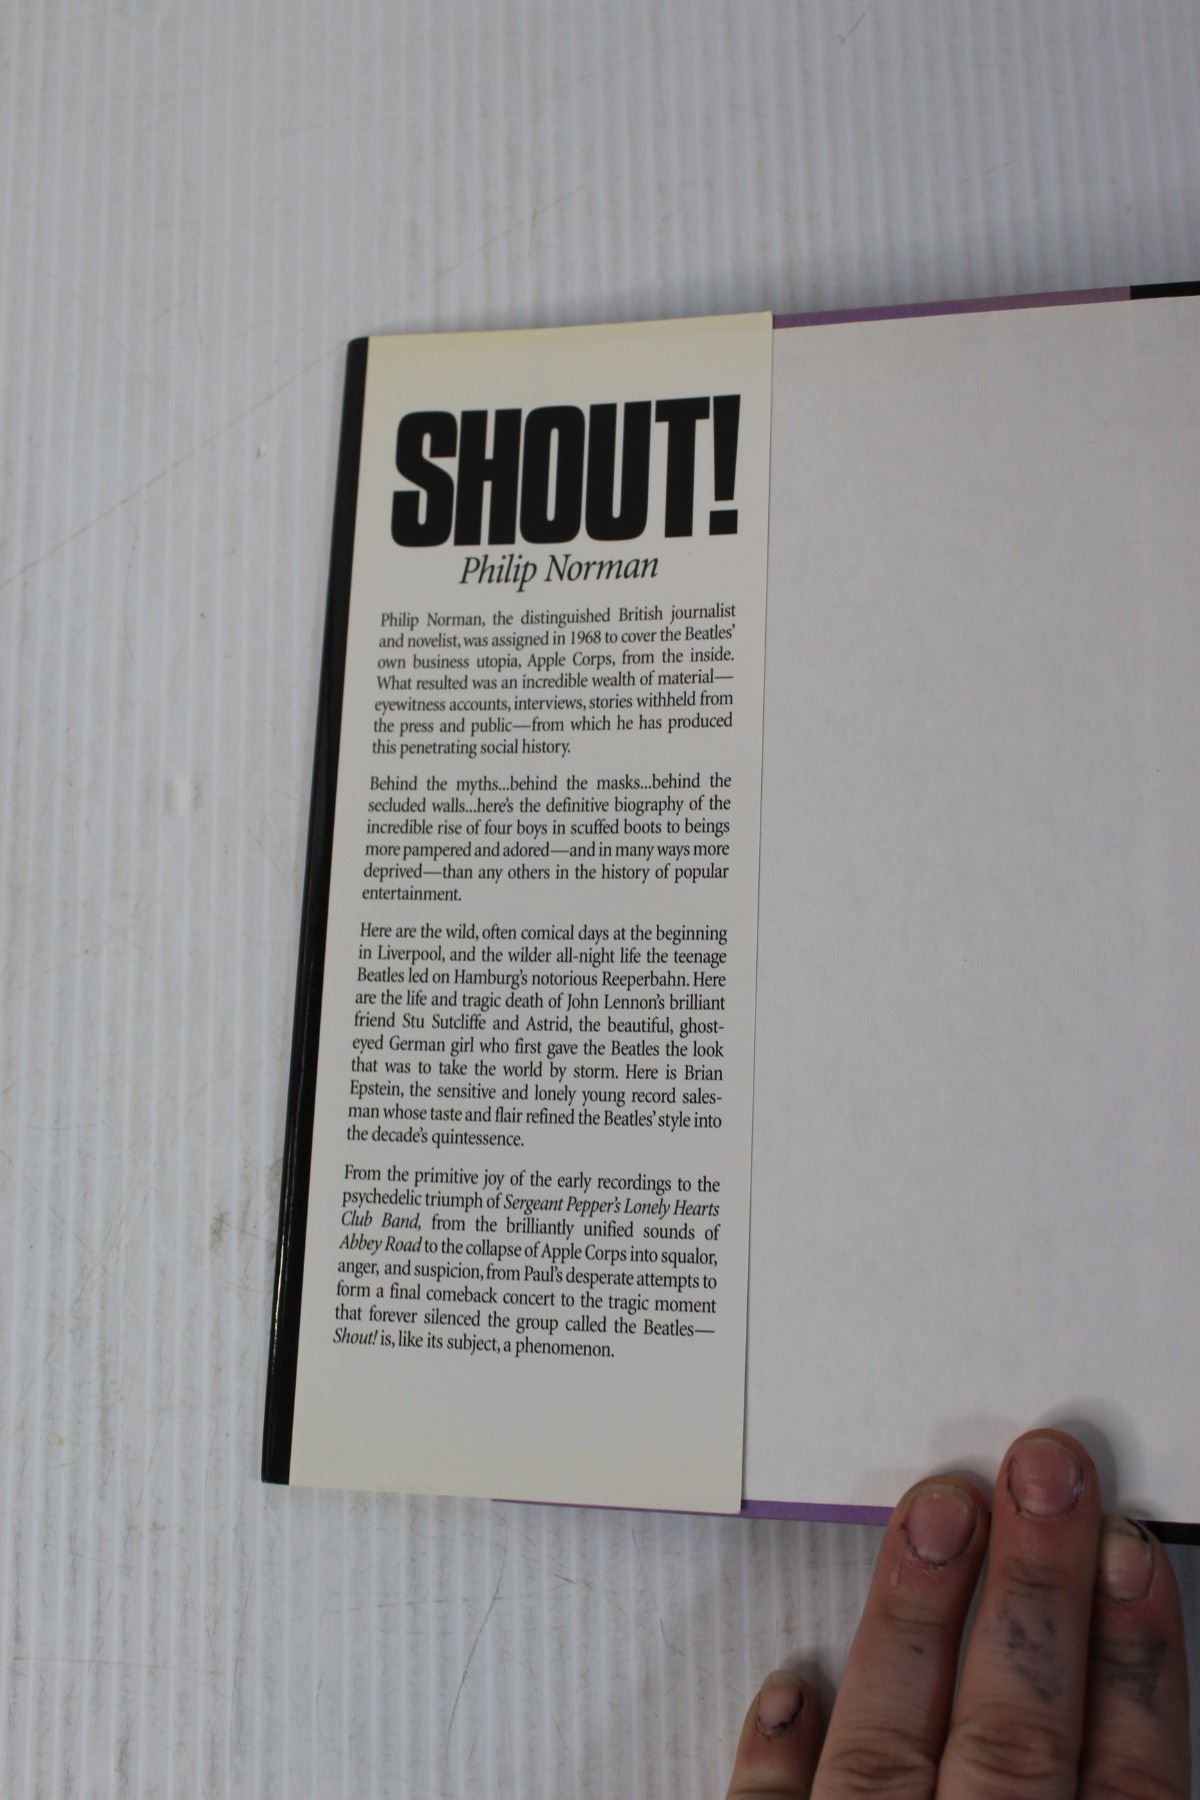 SHOUT!
Philip Norman
Philip Norman, the distinguished British journalist
and novelist, was assigned in 1968 to cover the Beatles'
own business utopia, Apple Corps, from the inside.
What resulted was an incredible wealth of material—
eyewitness accounts, interviews, stories withheld from
the press and public—from which he has produced
this penetrating social history.
Behind the myths...behind the masks...behind the
secluded walls...here's the definitive biography of the
incredible rise of four boys in scuffed boots to beings
more pampered and adored—and in many ways more
deprived—than any others in the history of popular
entertainment.
Here are the wild, often comical days at the beginning
in Liverpool, and the wilder all-night life the teenage
Beatles led on Hamburg's notorious Reeperbahn. Here
are the life and tragic death of John Lennon's brilliant
friend Stu Sutcliffe and Astrid, the beautiful, ghost-
eyed German girl who first gave the Beatles the look
that was to take the world by storm. Here is Brian
Epstein, the sensitive and lonely young record sales-
man whose taste and flair refined the Beatles' style into
the decade's quintessence.
From the primitive joy of the early recordings to the
psychedelic triumph of Sergeant Pepper's Lonely Hearts
Club Band, from the brilliantly unified sounds of
Abbey Road to the collapse of Apple Corps into squalor,
anger, and suspicion, from Paul's desperate attempts to
form a final comeback concert to the tragic moment
that forever silenced the group called the Beatles—
Shout! is, like its subject, a phenomenon.